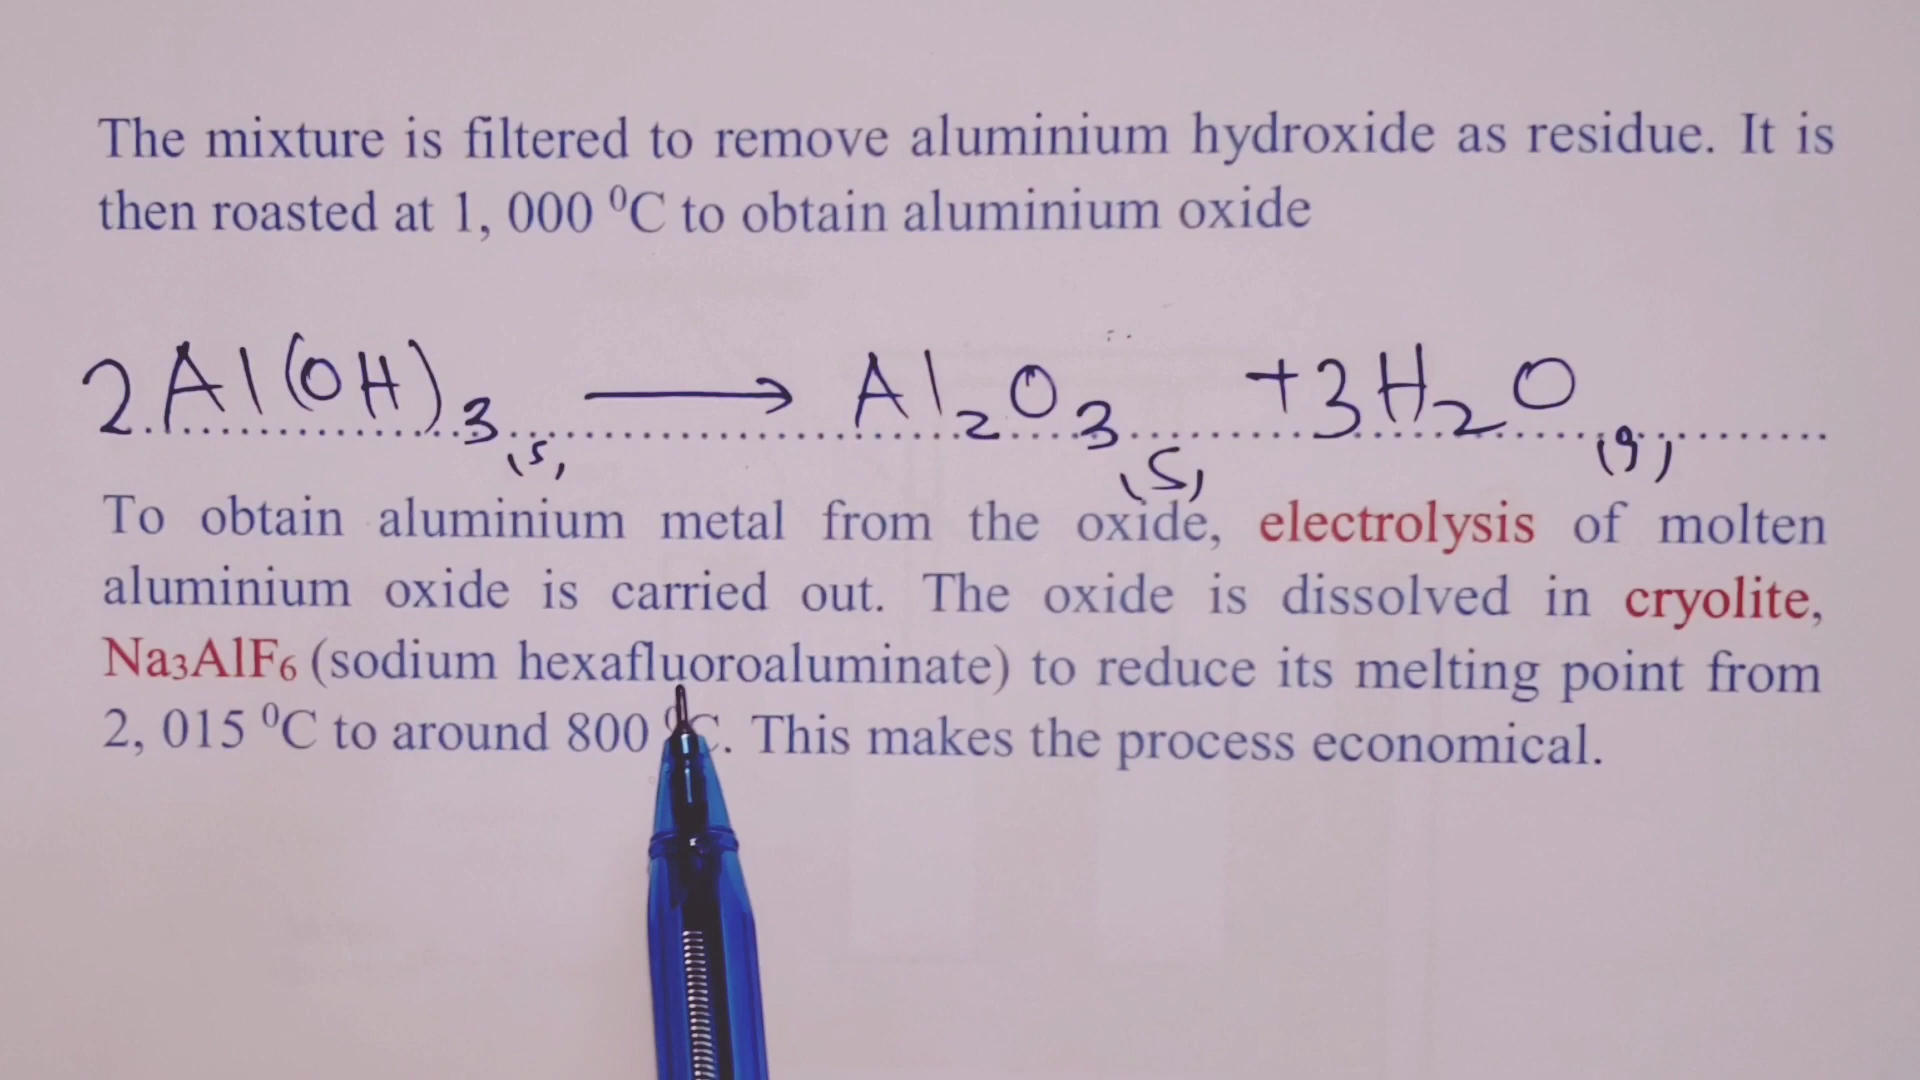 The mixture is filtered to remove aluminium hydroxide as residue. It is
then roasted at 1, 000 ⁰C to obtain aluminium oxide
2Al(OH)₃(s) ⟶ Al₂O₃(s) +3H₂O(g)
To obtain aluminium metal from the oxide, electrolysis of molten
aluminium oxide is carried out. The oxide is dissolved in cryolite,
Na₃AlF₆ (sodium hexafluoroaluminate) to reduce its melting point from
2, 015 ⁰C to around 800 ⁰C. This makes the process economical.